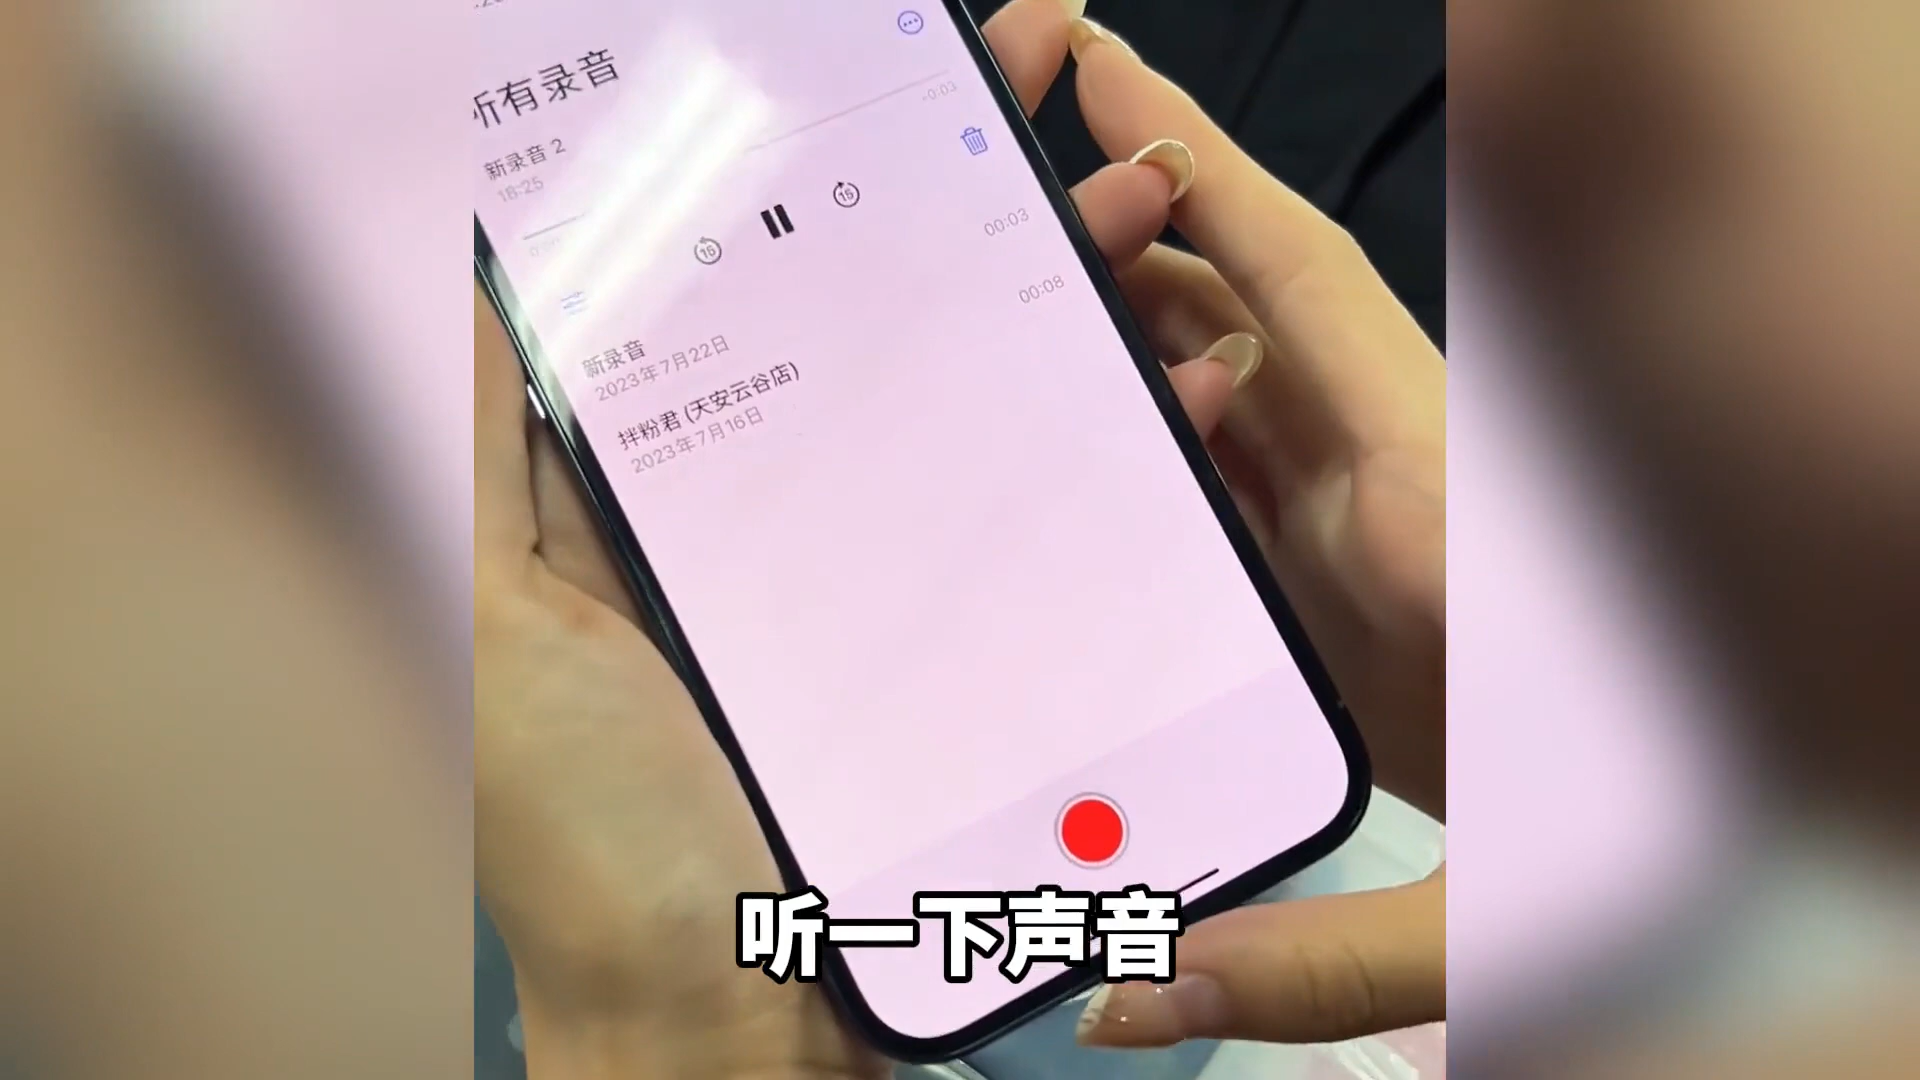 所有录音
新录音 2
18:25
-0:03
15
15
00:03
00:08
新录音
2023年7月22日
拌粉君 (天安云谷店)
2023年7月16日
听一下声音